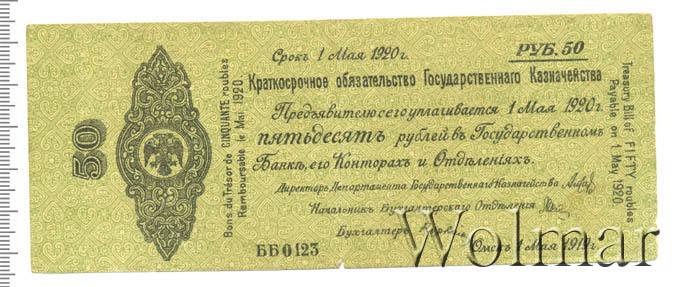 Срокъ 1 Мая 1920 г.
РУБ. 50
Краткосрочное обязательство Государственнаго Казначейства
Предъявителю сего уплачивается 1 Мая 1920 г.
пятьдесятъ рублей въ Государственномъ
Банкѣ, его Конторахъ и Отдѣленіяхъ.
Директоръ Департамента Государственнаго Казначейства
Начальникъ Бухгалтерскаго Отдѣленія
Бухгалтеръ
Омскъ 1 Мая 1919 г.
ББ0123
50
Bons du Trésor de CINQUANTE roubles
Remboursable le Mai 1920.
Treasury Bill of FIFTY roubles
Payable on 1 May 1920.
Wolmar